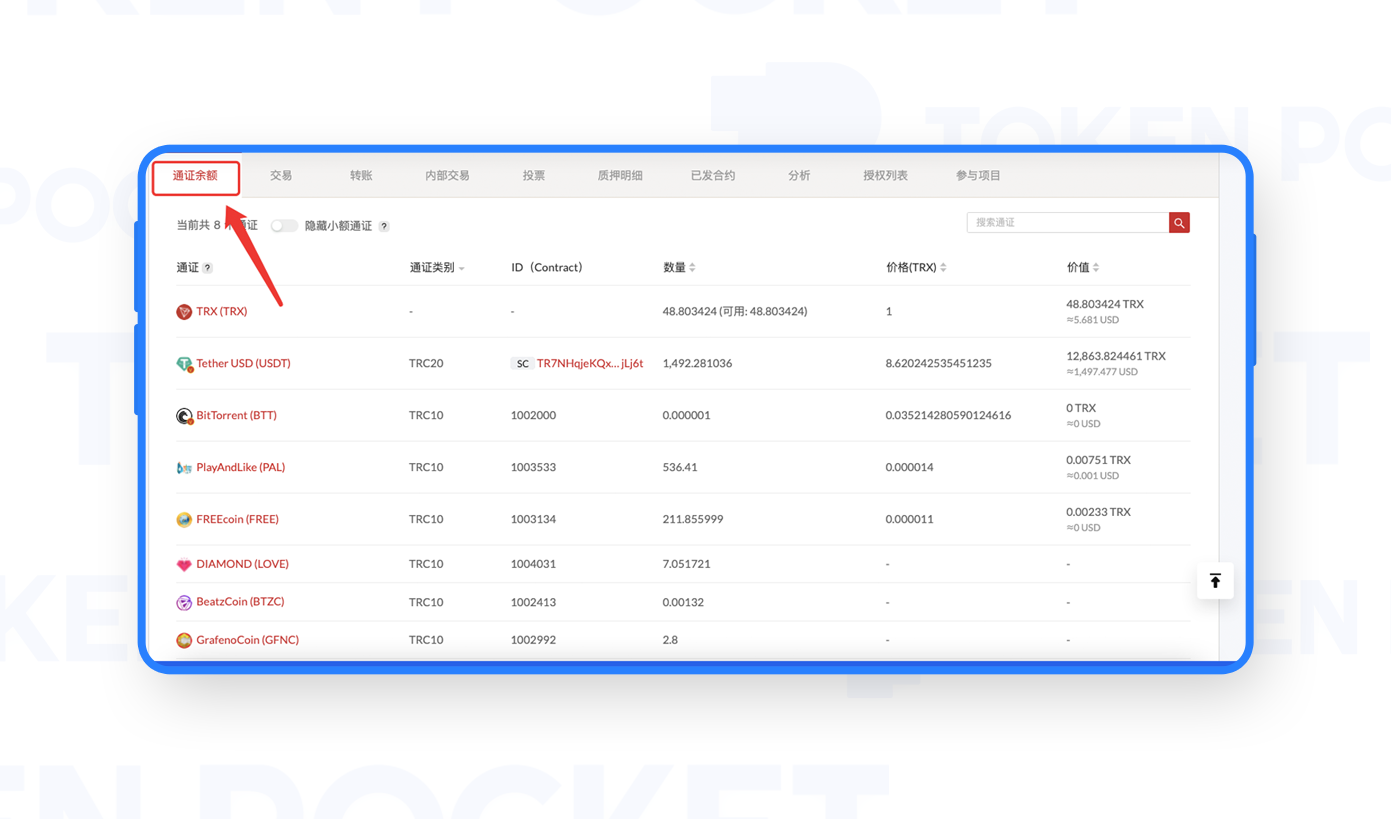 TOKEN POCKET
通证余额 交易 转账 内部交易 投票 质押明细 已发合约 分析 授权列表 参与项目
当前共 8 个通证 隐藏小额通证 ? 搜索通证
通证 ? 通证类别 ID（Contract） 数量 价格(TRX) 价值
TRX (TRX) - - 48.803424 (可用: 48.803424) 1 48.803424 TRX
≈5.681 USD
Tether USD (USDT) TRC20 SC TR7NHqjeKQx... jLj6t 1,492.281036 8.620242535451235 12,863.824461 TRX
≈1,497.477 USD
BitTorrent (BTT) TRC10 1002000 0.000001 0.035214280590124616 0 TRX
≈0 USD
PlayAndLike (PAL) TRC10 1003533 536.41 0.000014 0.00751 TRX
≈0.001 USD
FREEcoin (FREE) TRC10 1003134 211.855999 0.000011 0.00233 TRX
≈0 USD
DIAMOND (LOVE) TRC10 1004031 7.051721 - -
BeatzCoin (BTZC) TRC10 1002413 0.00132 - -
GrafenoCoin (GFNC) TRC10 1002992 2.8 - -